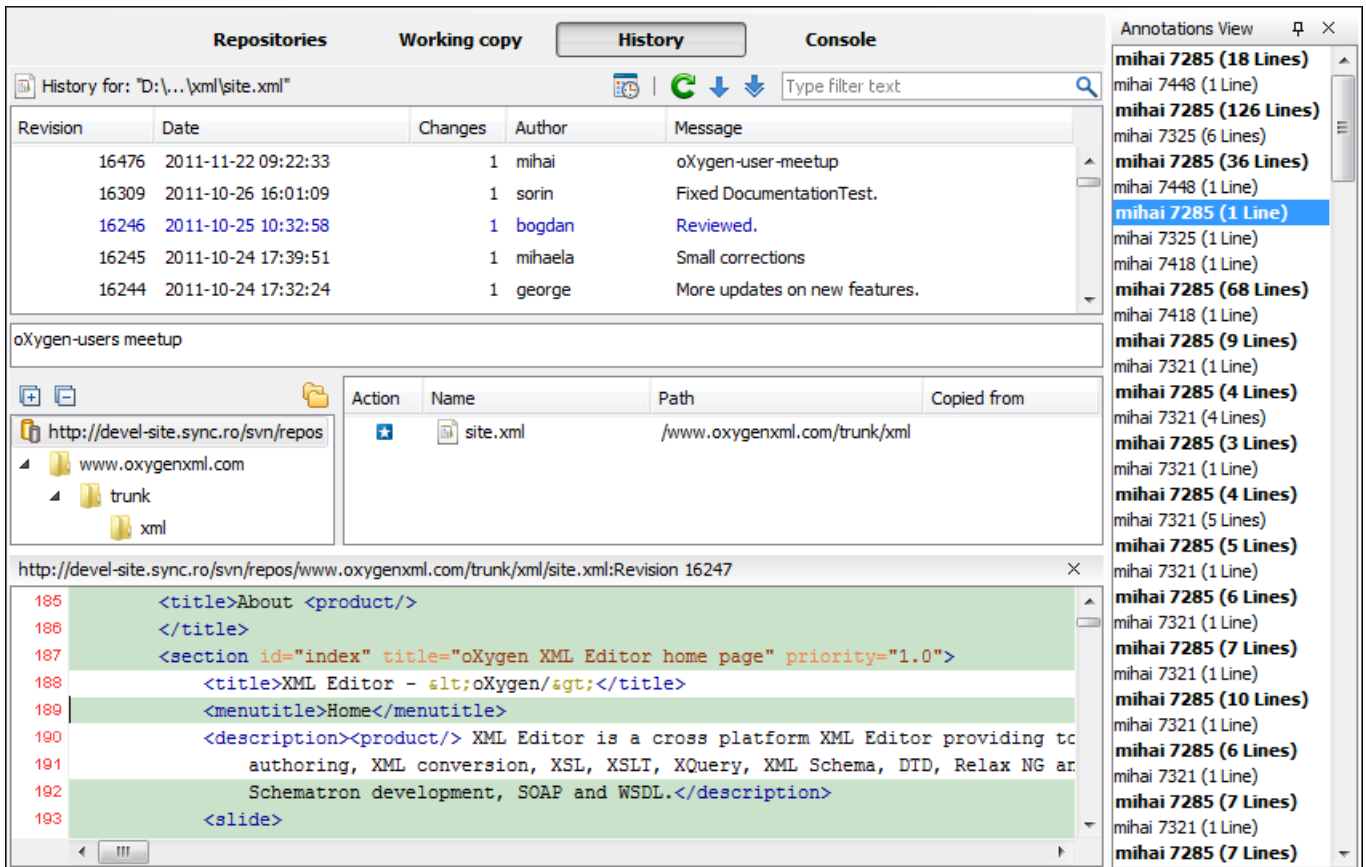 Repositories Working copy History Console
History for: "D:\...\xml\site.xml" Type filter text
Revision Date Changes Author Message
16476 2011-11-22 09:22:33 1 mihai oXygen-user-meetup
16309 2011-10-26 16:01:09 1 sorin Fixed DocumentationTest.
16246 2011-10-25 10:32:58 1 bogdan Reviewed.
16245 2011-10-24 17:39:51 1 mihaela Small corrections
16244 2011-10-24 17:32:24 1 george More updates on new features.
oXygen-users meetup
http://devel-site.sync.ro/svn/repos
www.oxygenxml.com
trunk
xml
Action Name Path Copied from
site.xml /www.oxygenxml.com/trunk/xml
http://devel-site.sync.ro/svn/repos/www.oxygenxml.com/trunk/xml/site.xml:Revision 16247
185 <title>About <product/>
186 </title>
187 <section id="index" title="oXygen XML Editor home page" priority="1.0">
188 <title>XML Editor - &lt;oXygen/&gt;</title>
189 <menutitle>Home</menutitle>
190 <description><product/> XML Editor is a cross platform XML Editor providing to
191 authoring, XML conversion, XSL, XSLT, XQuery, XML Schema, DTD, Relax NG an
192 Schematron development, SOAP and WSDL.</description>
193 <slide>
Annotations View
mihai 7285 (18 Lines)
mihai 7448 (1 Line)
mihai 7285 (126 Lines)
mihai 7325 (6 Lines)
mihai 7285 (36 Lines)
mihai 7448 (1 Line)
mihai 7285 (1 Line)
mihai 7325 (1 Line)
mihai 7418 (1 Line)
mihai 7285 (68 Lines)
mihai 7418 (1 Line)
mihai 7285 (9 Lines)
mihai 7321 (1 Line)
mihai 7285 (4 Lines)
mihai 7321 (4 Lines)
mihai 7285 (3 Lines)
mihai 7321 (1 Line)
mihai 7285 (4 Lines)
mihai 7321 (5 Lines)
mihai 7285 (5 Lines)
mihai 7321 (1 Line)
mihai 7285 (6 Lines)
mihai 7321 (1 Line)
mihai 7285 (7 Lines)
mihai 7321 (1 Line)
mihai 7285 (10 Lines)
mihai 7321 (1 Line)
mihai 7285 (6 Lines)
mihai 7321 (1 Line)
mihai 7285 (7 Lines)
mihai 7321 (1 Line)
mihai 7285 (7 Lines)